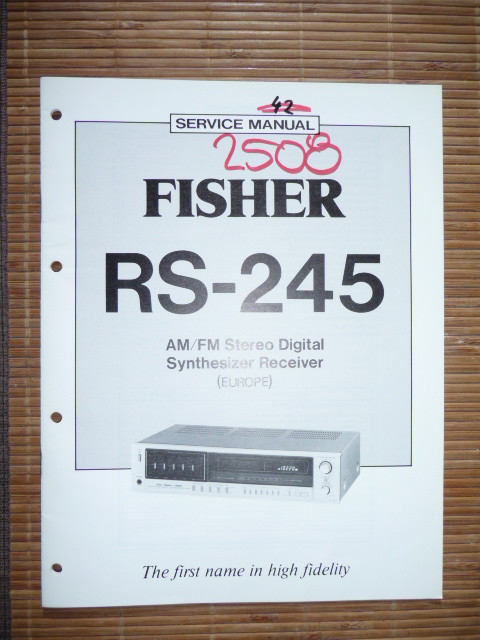 42
SERVICE MANUAL
2508
FISHER
RS-245
AM/FM Stereo Digital
Synthesizer Receiver
(EUROPE)
The first name in high fidelity